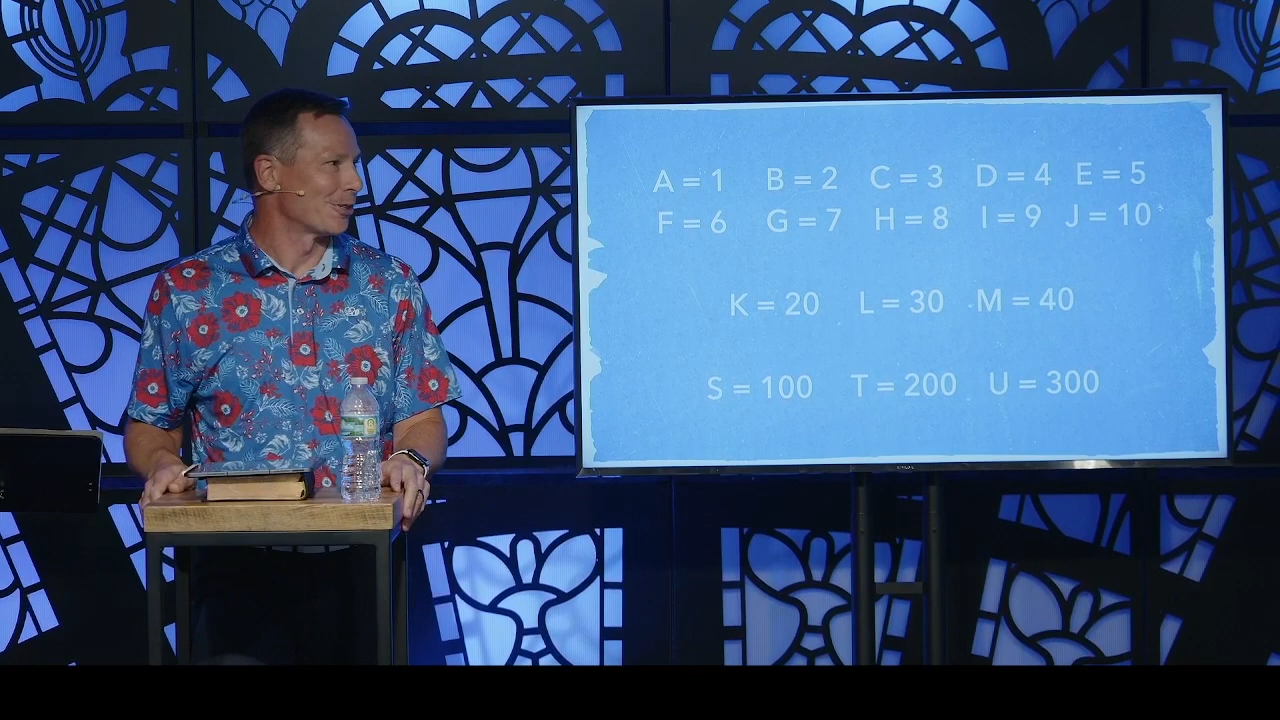 A = 1 B = 2 C = 3 D = 4 E = 5
F = 6 G = 7 H = 8 I = 9 J = 10
K = 20 L = 30 M = 40
S = 100 T = 200 U = 300